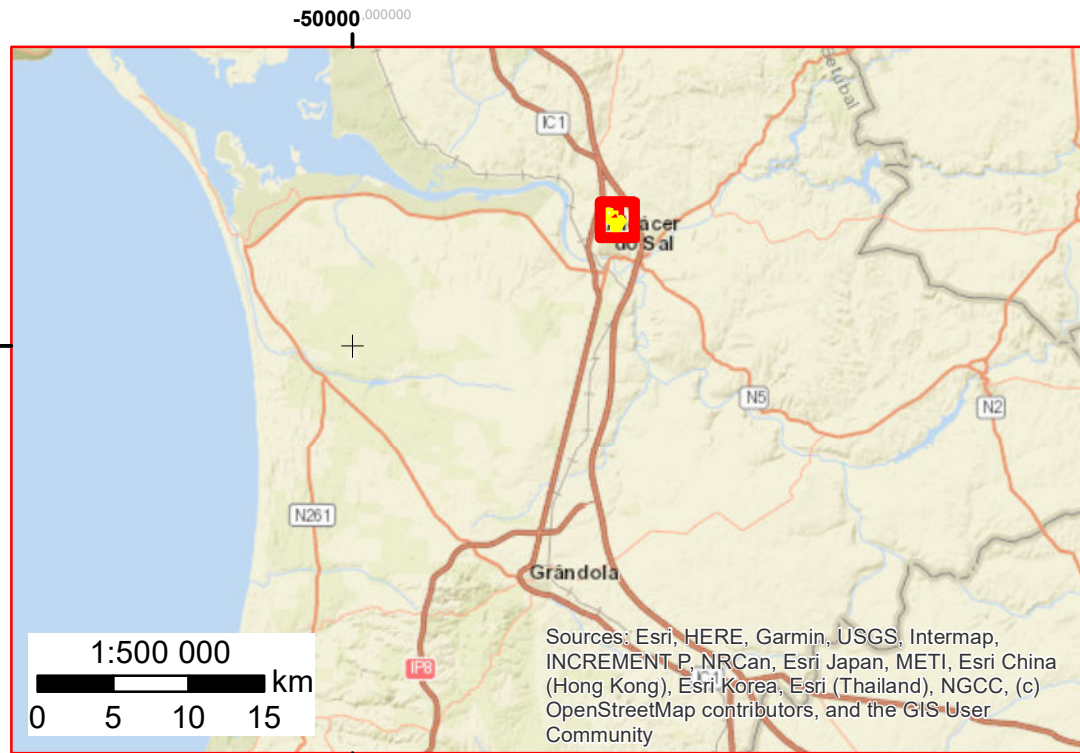 -50000,000000
Setúbal
IC1
ácer
do Sal
N5
N2
N261
Grândola
IP8
IC1
1:500 000
km
0 5 10 15
Sources: Esri, HERE, Garmin, USGS, Intermap,
INCREMENT P, NRCan, Esri Japan, METI, Esri China
(Hong Kong), Esri Korea, Esri (Thailand), NGCC, (c)
OpenStreetMap contributors, and the GIS User
Community